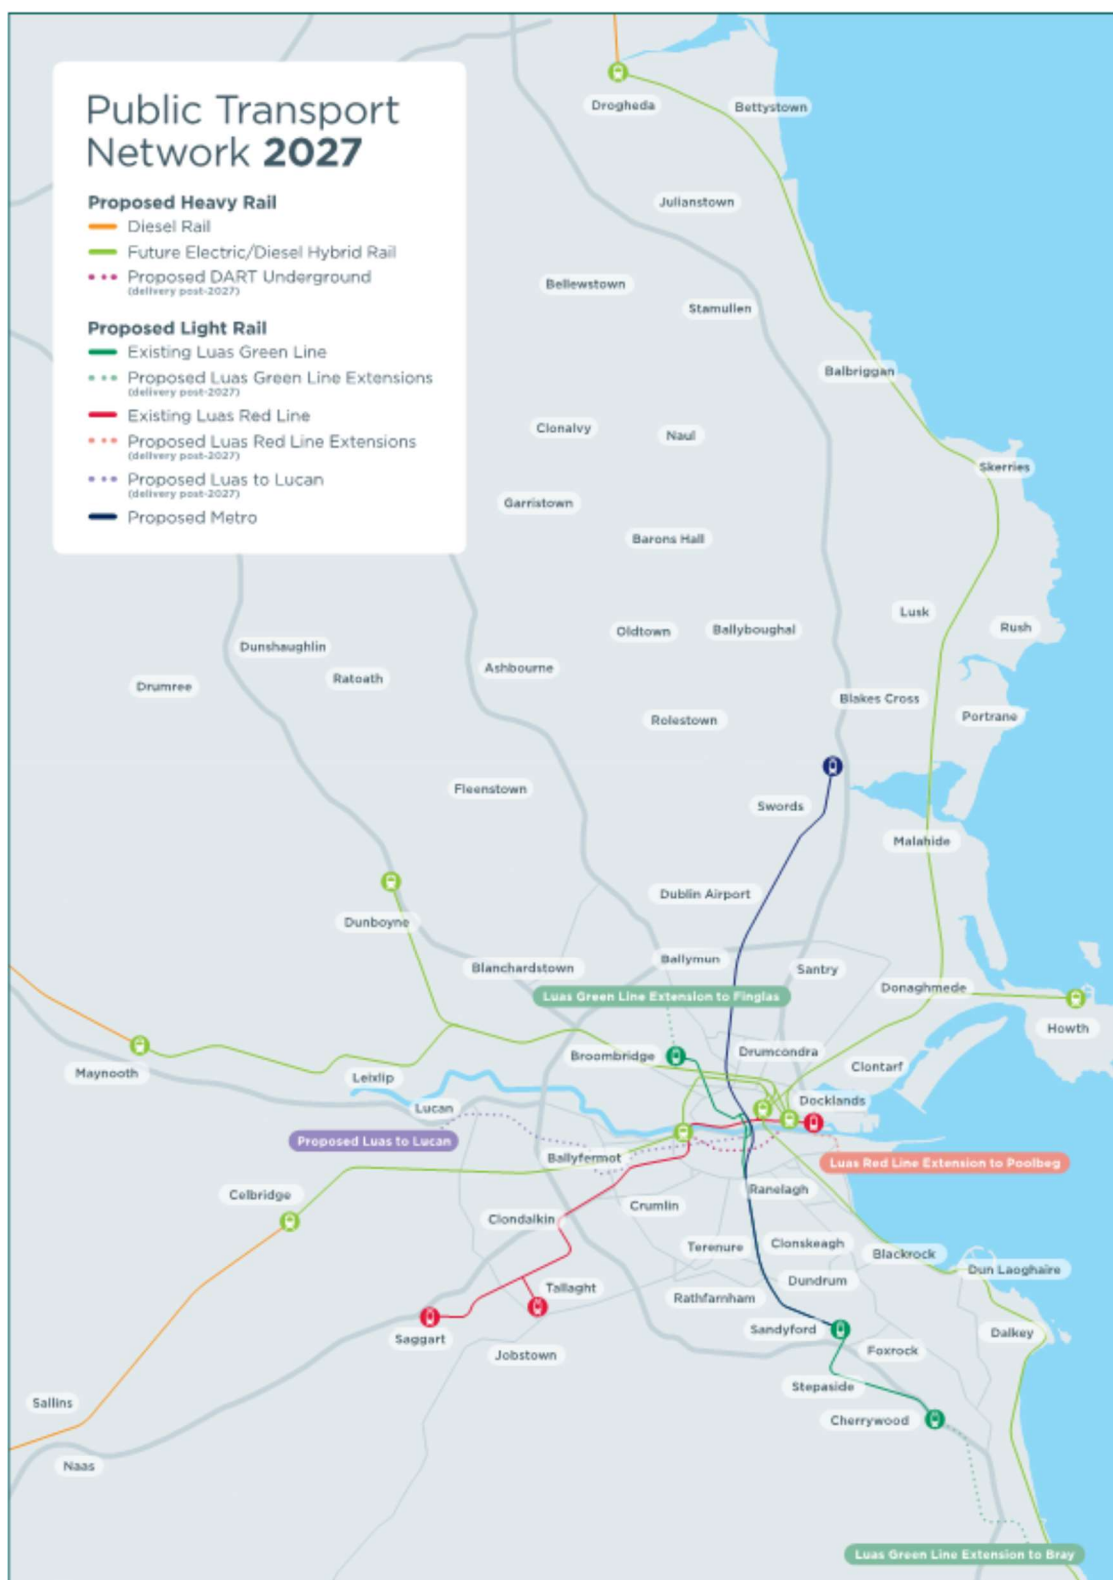 Public Transport
Network 2027
Proposed Heavy Rail
Diesel Rail
Future Electric/Diesel Hybrid Rail
Proposed DART Underground
(delivery post-2027)
Proposed Light Rail
Existing Luas Green Line
Proposed Luas Green Line Extensions
(delivery post-2027)
Existing Luas Red Line
Proposed Luas Red Line Extensions
(delivery post-2027)
Proposed Luas to Lucan
(delivery post-2027)
Proposed Metro
Drogheda
Bettystown
Julianstown
Bellewstown
Stamullen
Balbriggan
Clonalvy
Naul
Skerries
Garristown
Barons Hall
Lusk
Rush
Oldtown
Ballyboughal
Dunshaughlin
Ashbourne
Ratoath
Drumree
Blakes Cross
Portrane
Rolestown
Fleenstown
Swords
Malahide
Dublin Airport
Dunboyne
Ballymun
Blanchardstown
Santry
Donaghmede
Luas Green Line Extension to Finglas
Howth
Broombridge
Drumcondra
Clontarf
Maynooth
Leixlip
Docklands
Lucan
Proposed Luas to Lucan
Ballyfermot
Luas Red Line Extension to Poolbeg
Ranelagh
Celbridge
Crumlin
Clondalkin
Terenure
Clonskeagh
Blackrock
Dun Laoghaire
Dundrum
Tallaght
Rathfarnham
Sandyford
Dalkey
Saggart
Foxrock
Jobstown
Stepaside
Sallins
Cherrywood
Naas
Luas Green Line Extension to Bray